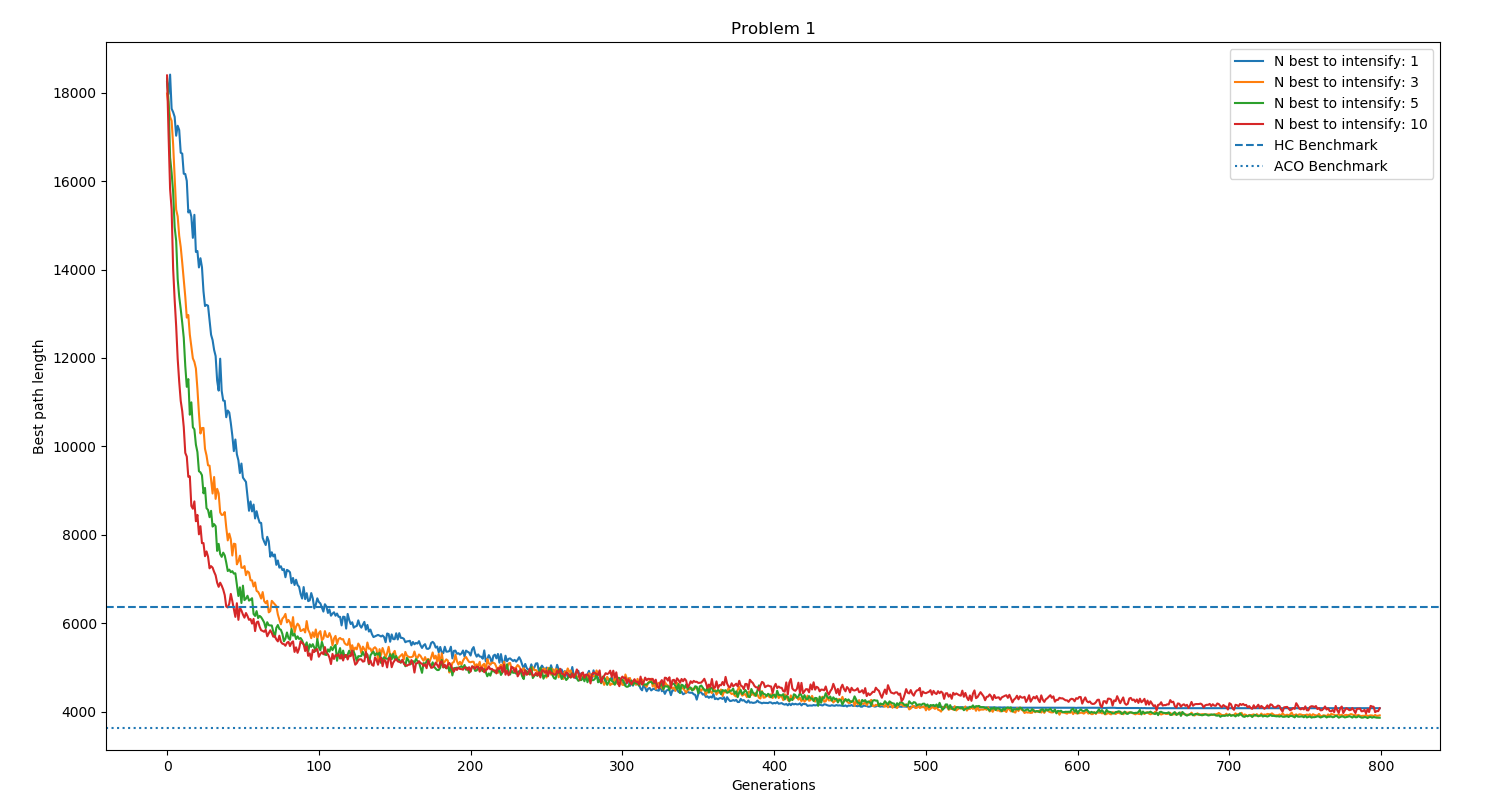 Problem 1
N best to intensify: 1
N best to intensify: 3
N best to intensify: 5
N best to intensify: 10
HC Benchmark
ACO Benchmark
18000
16000
14000
12000
10000
8000
6000
4000
Best path length
0 100 200 300 400 500 600 700 800
Generations